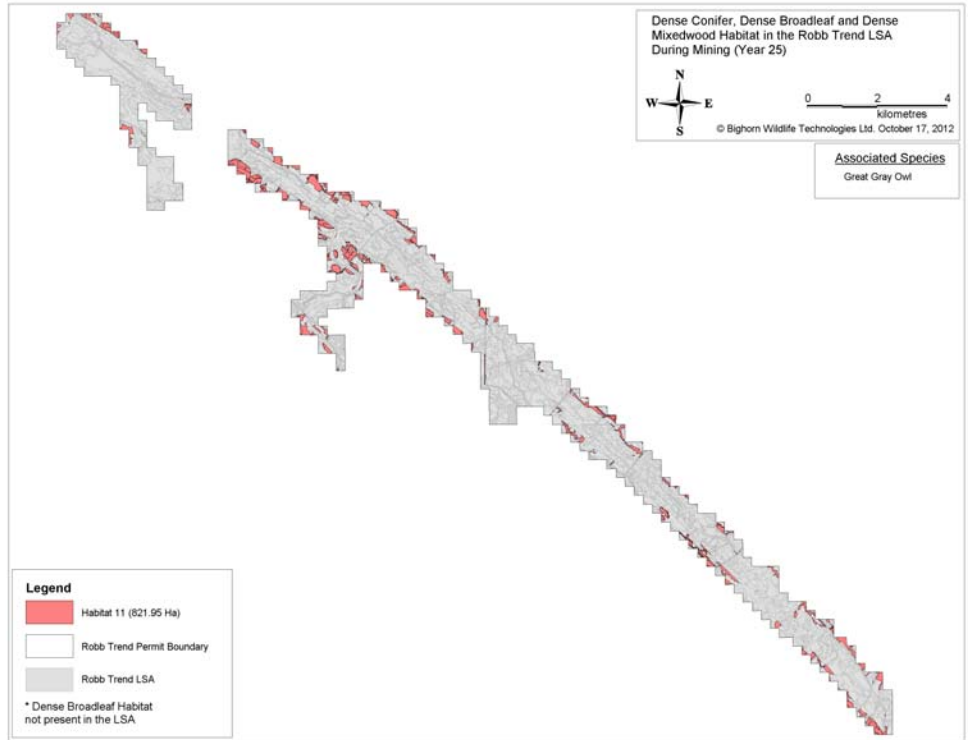 Dense Conifer, Dense Broadleaf and Dense
Mixedwood Habitat in the Robb Trend LSA
During Mining (Year 25)
N
W E
S
0 2 4
kilometres
© Bighorn Wildlife Technologies Ltd. October 17, 2012
Associated Species
Great Gray Owl
Legend
Habitat 11 (821.95 Ha)
Robb Trend Permit Boundary
Robb Trend LSA
* Dense Broadleaf Habitat
not present in the LSA